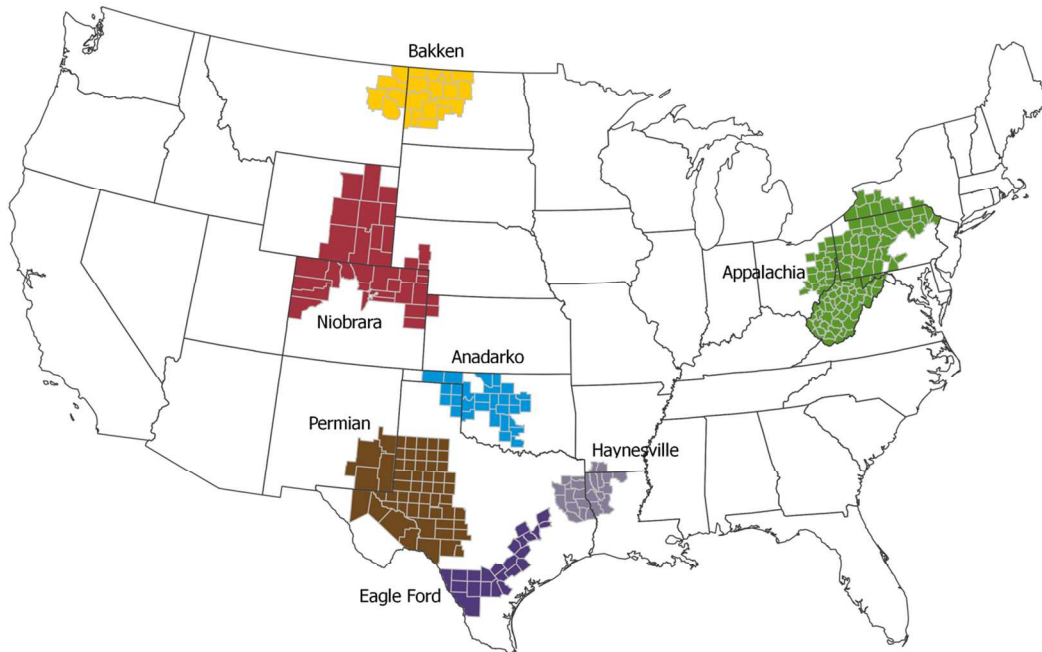 Bakken
Appalachia
Niobrara
Anadarko
Permian
Haynesville
Eagle Ford